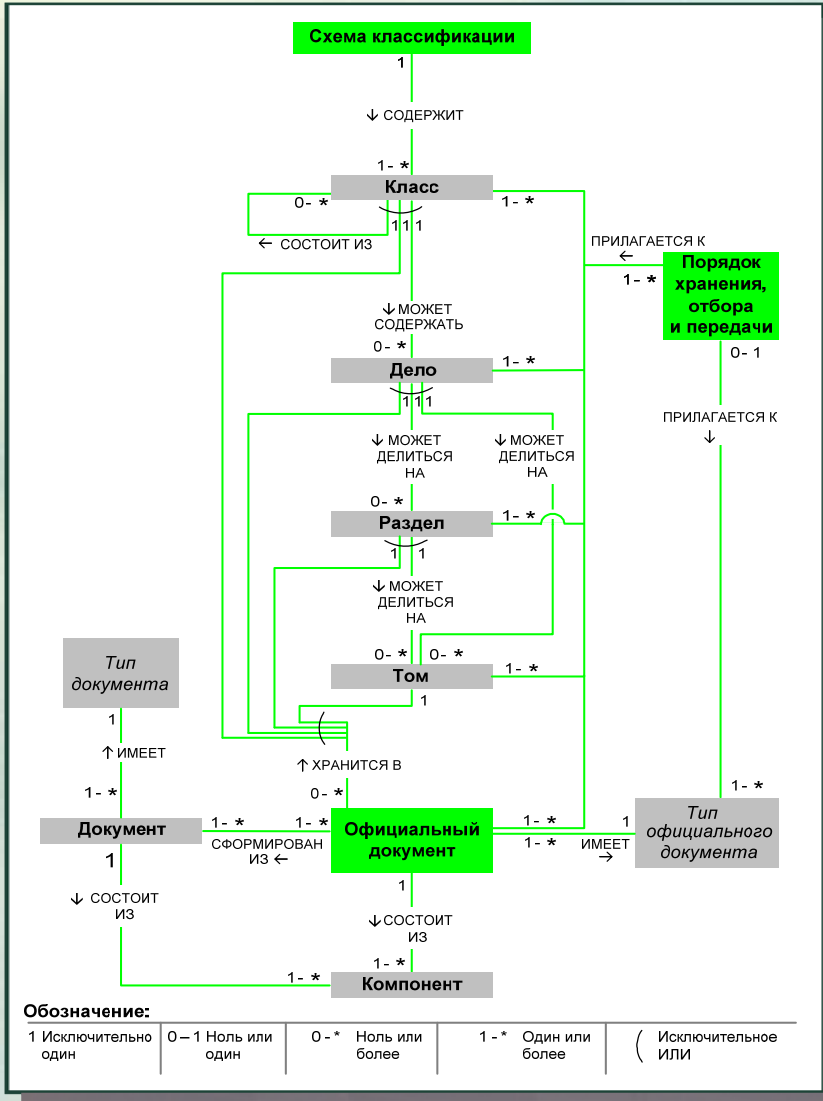 Схема классификации
1
↓ СОДЕРЖИТ
1- *
Класс
0- *
1 1 1
1- *
← СОСТОИТ ИЗ
ПРИЛАГАЕТСЯ К
←
1- *
Порядок
хранения,
отбора
и передачи
0- 1
↓ МОЖЕТ
СОДЕРЖАТЬ
0- *
Дело
1- *
1 1 1
ПРИЛАГАЕТСЯ К
↓
↓ МОЖЕТ
ДЕЛИТЬСЯ
НА
↓ МОЖЕТ
ДЕЛИТЬСЯ
НА
0- *
Раздел
1- *
1 1
↓ МОЖЕТ
ДЕЛИТЬСЯ
НА
0- *
0- *
Том
1- *
1
Тип
документа
1
↑ ИМЕЕТ
1- *
↑ ХРАНИТСЯ В
0- *
Документ
1- *
1- *
СФОРМИРОВАН
ИЗ ←
Официальный
документ
1- *
1- *
ИМЕЕТ
→
1
1- *
Тип
официального
документа
1
↓ СОСТОИТ
ИЗ
1
↓ СОСТОИТ
ИЗ
1- *
1- *
Компонент
Обозначение:
1 Исключительно
один
0–1 Ноль или
один
0-* Ноль или
более
1-* Один или
более
( Исключительное
ИЛИ